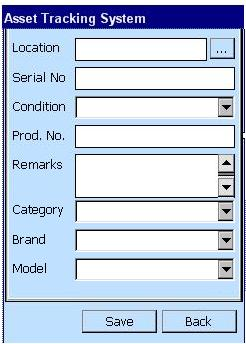 Asset Tracking System
Location ...
Serial No
Condition
Prod. No.
Remarks
Category
Brand
Model
Save Back